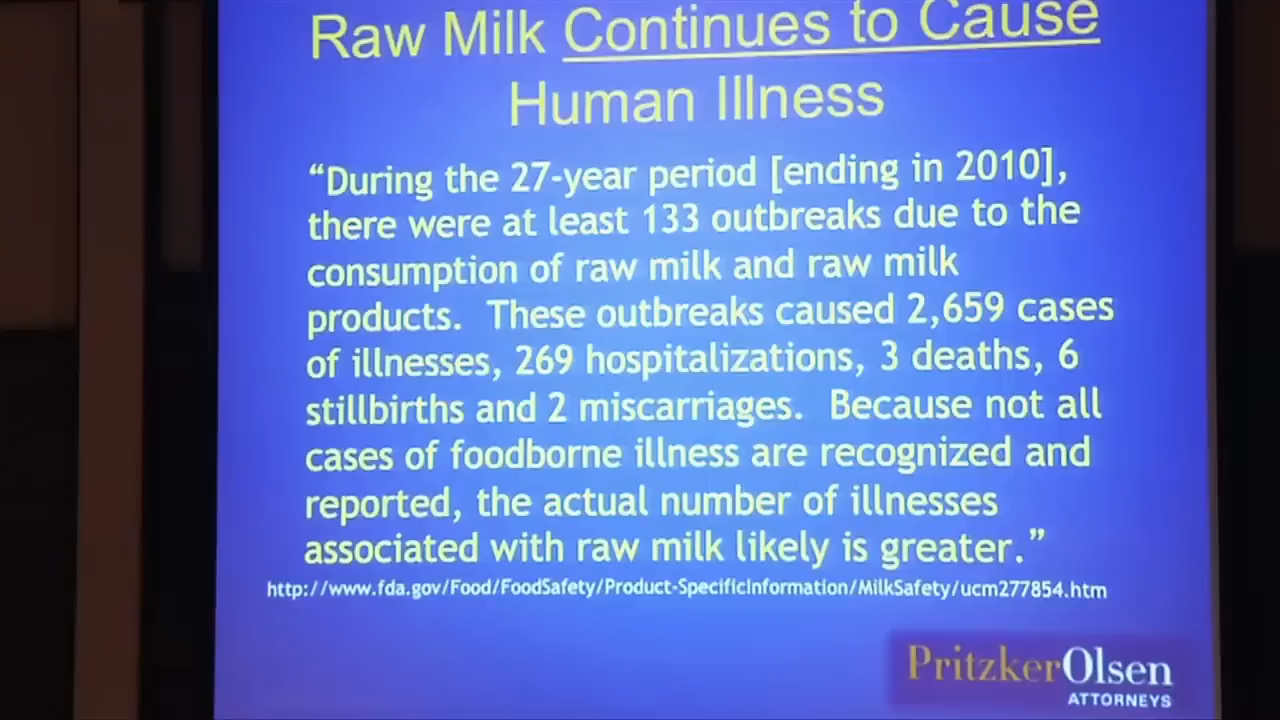 Raw Milk Continues to Cause
Human Illness
“During the 27-year period [ending in 2010],
there were at least 133 outbreaks due to the
consumption of raw milk and raw milk
products. These outbreaks caused 2,659 cases
of illnesses, 269 hospitalizations, 3 deaths, 6
stillbirths and 2 miscarriages. Because not all
cases of foodborne illness are recognized and
reported, the actual number of illnesses
associated with raw milk likely is greater.”
http://www.fda.gov/Food/FoodSafety/Product-SpecificInformation/MilkSafety/ucm277854.htm
PritzkerOlsen
ATTORNEYS